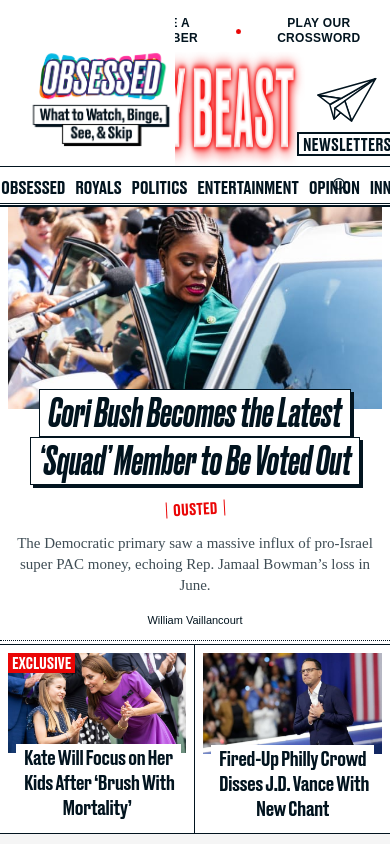 E A
BER
PLAY OUR
CROSSWORD
OBSESSED
What to Watch, Binge,
See, & Skip
Y BEAST
NEWSLETTERS
OBSESSED ROYALS POLITICS ENTERTAINMENT OPINION INN
Cori Bush Becomes the Latest
‘Squad’ Member to Be Voted Out
OUSTED
The Democratic primary saw a massive influx of pro-Israel
super PAC money, echoing Rep. Jamaal Bowman’s loss in
June.
William Vaillancourt
EXCLUSIVE
Kate Will Focus on Her
Kids After ‘Brush With
Mortality’
Fired-Up Philly Crowd
Disses J.D. Vance With
New Chant